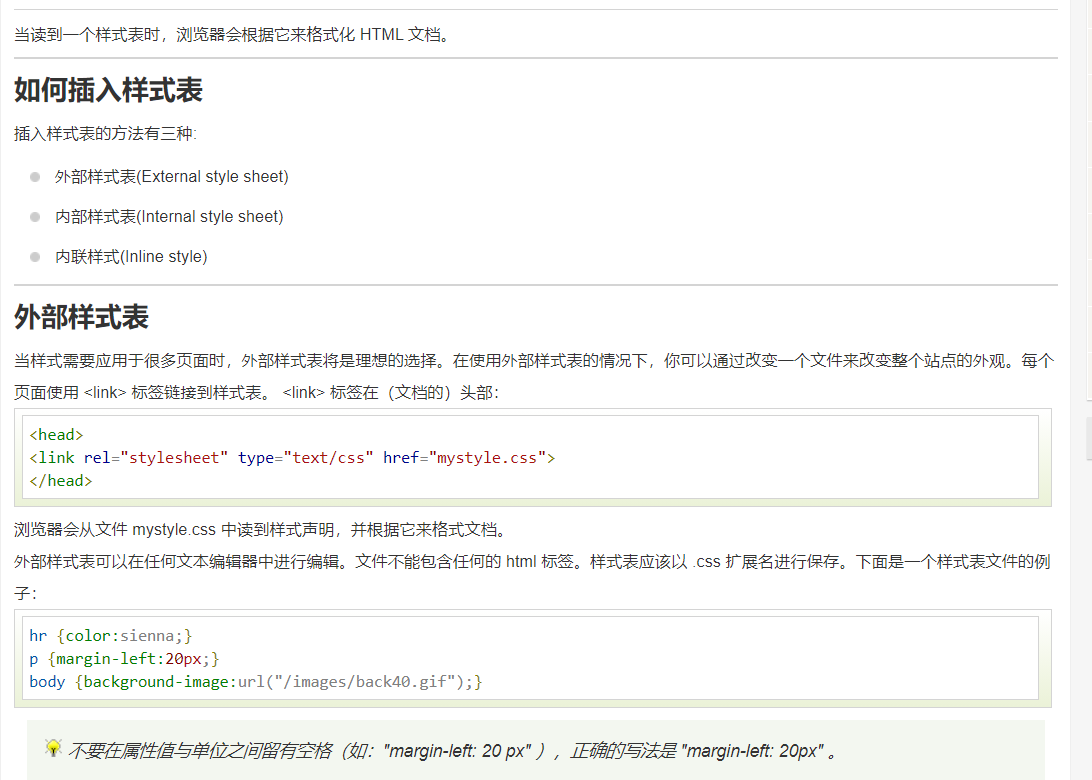 当读到一个样式表时，浏览器会根据它来格式化 HTML 文档。
如何插入样式表
插入样式表的方法有三种:
外部样式表(External style sheet)
内部样式表(Internal style sheet)
内联样式(Inline style)
外部样式表
当样式需要应用于很多页面时，外部样式表将是理想的选择。在使用外部样式表的情况下，你可以通过改变一个文件来改变整个站点的外观。每个
页面使用 <link> 标签链接到样式表。 <link> 标签在（文档的）头部：
<head>
<link rel="stylesheet" type="text/css" href="mystyle.css">
</head>
浏览器会从文件 mystyle.css 中读到样式声明，并根据它来格式文档。
外部样式表可以在任何文本编辑器中进行编辑。文件不能包含任何的 html 标签。样式表应该以 .css 扩展名进行保存。下面是一个样式表文件的例
子：
hr {color:sienna;}
p {margin-left:20px;}
body {background-image:url("/images/back40.gif");}
不要在属性值与单位之间留有空格（如："margin-left: 20 px" ），正确的写法是 "margin-left: 20px" 。